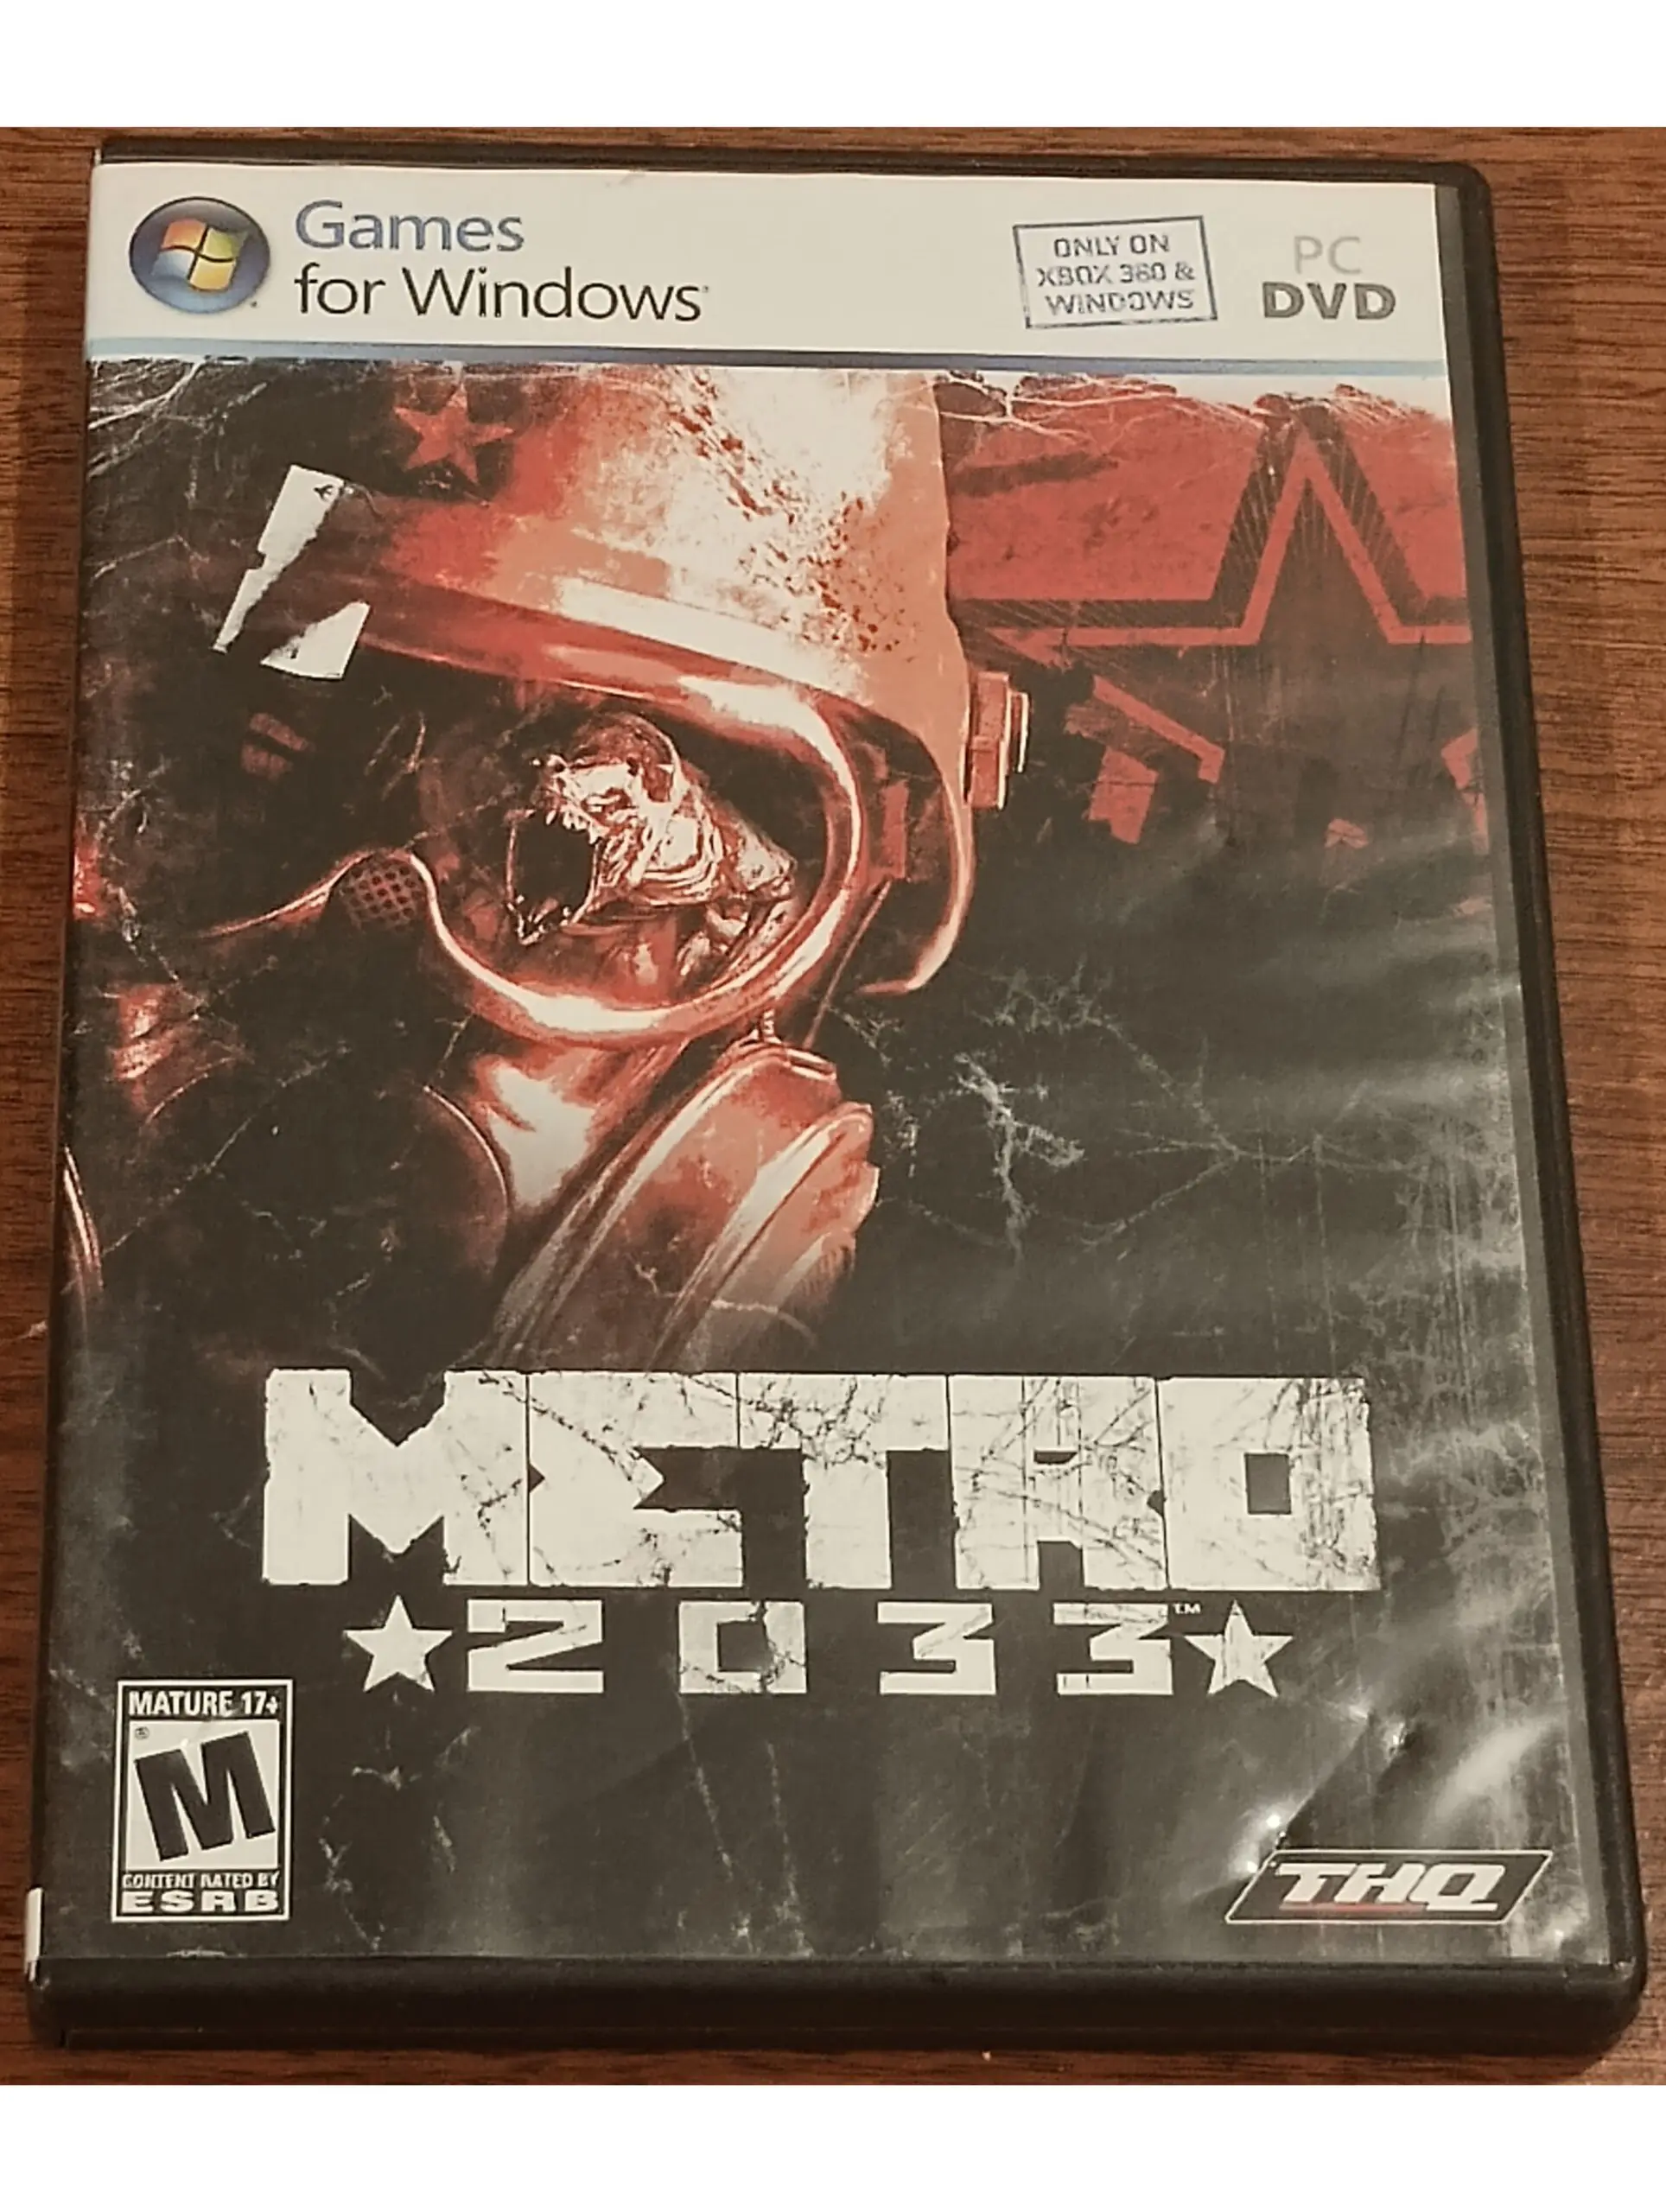 Games
for Windows
ONLY ON
XBOX 360 &
WINDOWS
PC
DVD
METRO
2033™
MATURE 17+
M
®
CONTENT RATED BY
ESRB
THQ